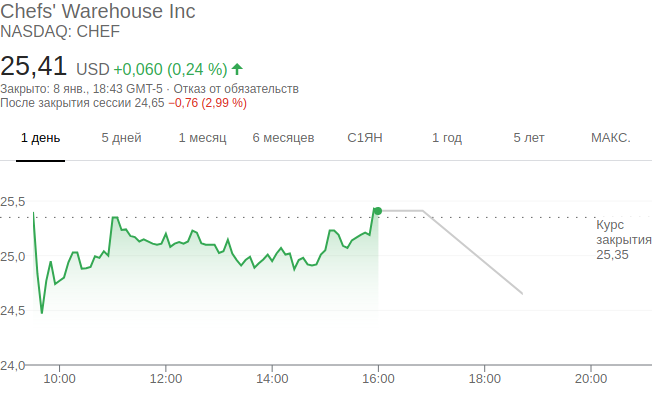 Chefs' Warehouse Inc
NASDAQ: CHEF
25,41 USD +0,060 (0,24 %)
Закрыто: 8 янв., 18:43 GMT-5 · Отказ от обязательств
После закрытия сессии 24,65 −0,76 (2,99 %)
1 день 5 дней 1 месяц 6 месяцев С1ЯН 1 год 5 лет МАКС.
25,5
Курс
закрытия
25,35
25,0
24,5
24,0
10:00 12:00 14:00 16:00 18:00 20:00